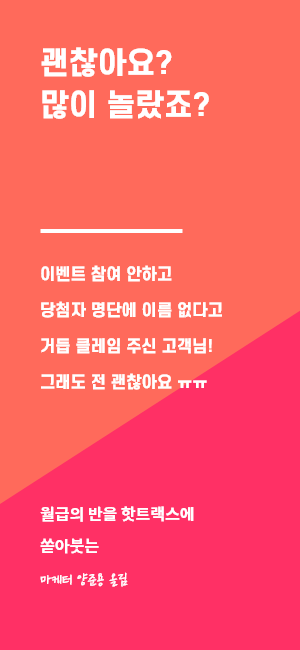 괜찮아요?
많이 놀랐죠?
이벤트 참여 안하고
당첨자 명단에 이름 없다고
거듭 클레임 주신 고객님!
그래도 전 괜찮아요 ㅠㅠ
월급의 반을 핫트랙스에
쏟아붓는
마케터 양준용 올림